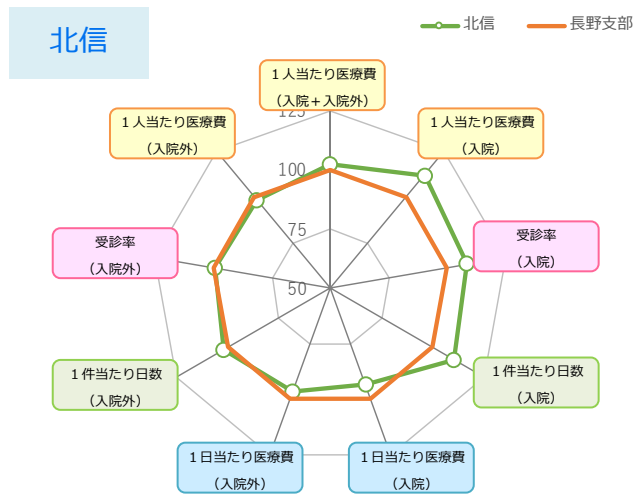 北信
北信
長野支部
１人当たり医療費
（入院＋入院外）
１人当たり医療費
（入院外）
１人当たり医療費
（入院）
125
100
75
50
受診率
（入院外）
受診率
（入院）
１件当たり日数
（入院外）
１件当たり日数
（入院）
１日当たり医療費
（入院外）
１日当たり医療費
（入院）